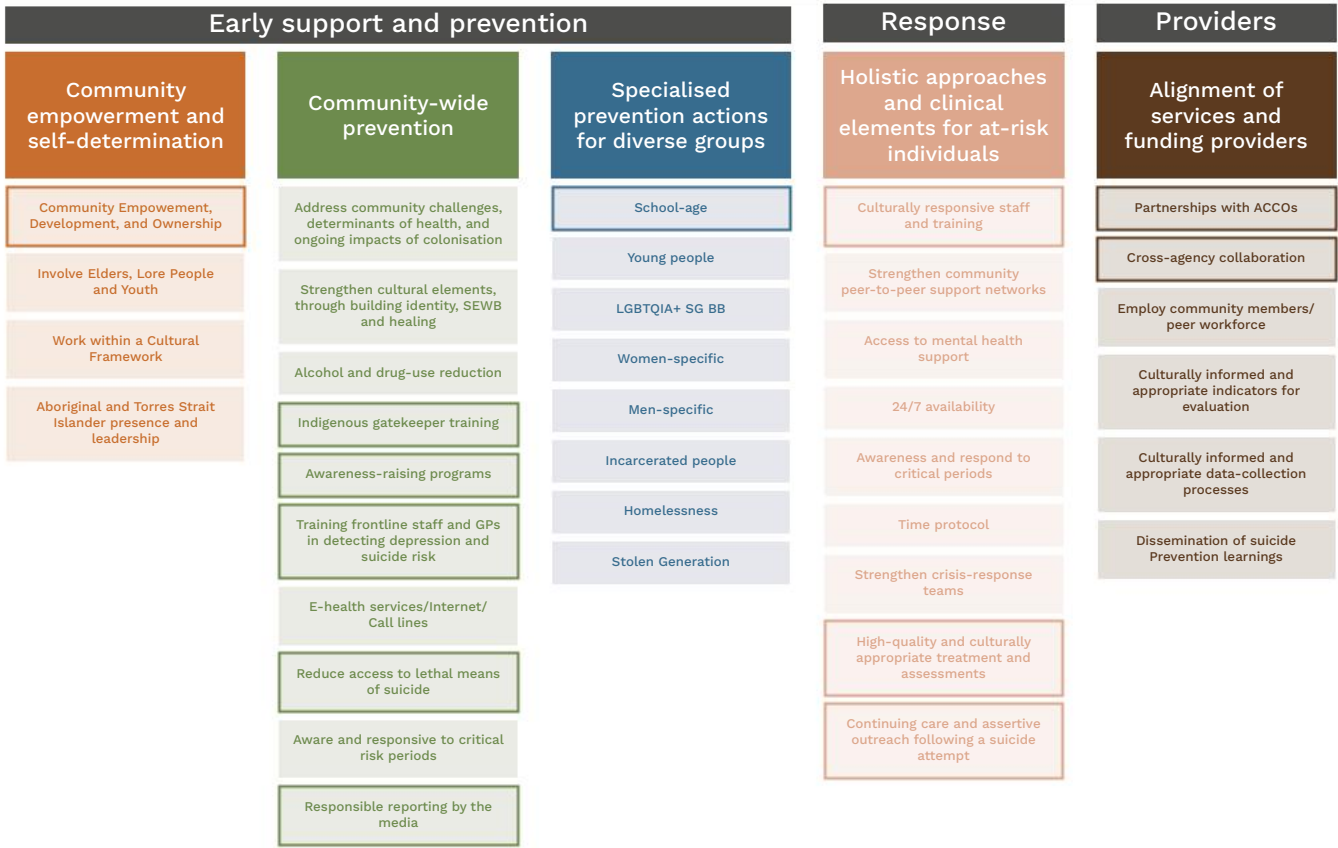 Early support and prevention
Response
Providers
Community
empowerment and
self-determination
Community Empowement,
Development, and Ownership
Involve Elders, Lore People
and Youth
Work within a Cultural
Framework
Aboriginal and Torres Strait
Islander presence and
leadership
Community-wide
prevention
Address community challenges,
determinants of health, and
ongoing impacts of colonisation
Strengthen cultural elements,
through building identity, SEWB
and healing
Alcohol and drug-use reduction
Indigenous gatekeeper training
Awareness-raising programs
Training frontline staff and GPs
in detecting depression and
suicide risk
E-health services/Internet/
Call lines
Reduce access to lethal means
of suicide
Aware and responsive to critical
risk periods
Responsible reporting by the
media
Specialised
prevention actions
for diverse groups
School-age
Young people
LGBTQIA+ SG BB
Women-specific
Men-specific
Incarcerated people
Homelessness
Stolen Generation
Holistic approaches
and clinical
elements for at-risk
individuals
Culturally responsive staff
and training
Strengthen community
peer-to-peer support networks
Access to mental health
support
24/7 availability
Awareness and respond to
critical periods
Time protocol
Strengthen crisis-response
teams
High-quality and culturally
appropriate treatment and
assessments
Continuing care and assertive
outreach following a suicide
attempt
Alignment of
services and
funding providers
Partnerships with ACCOs
Cross-agency collaboration
Employ community members/
peer workforce
Culturally informed and
appropriate indicators for
evaluation
Culturally informed and
appropriate data-collection
processes
Dissemination of suicide
Prevention learnings